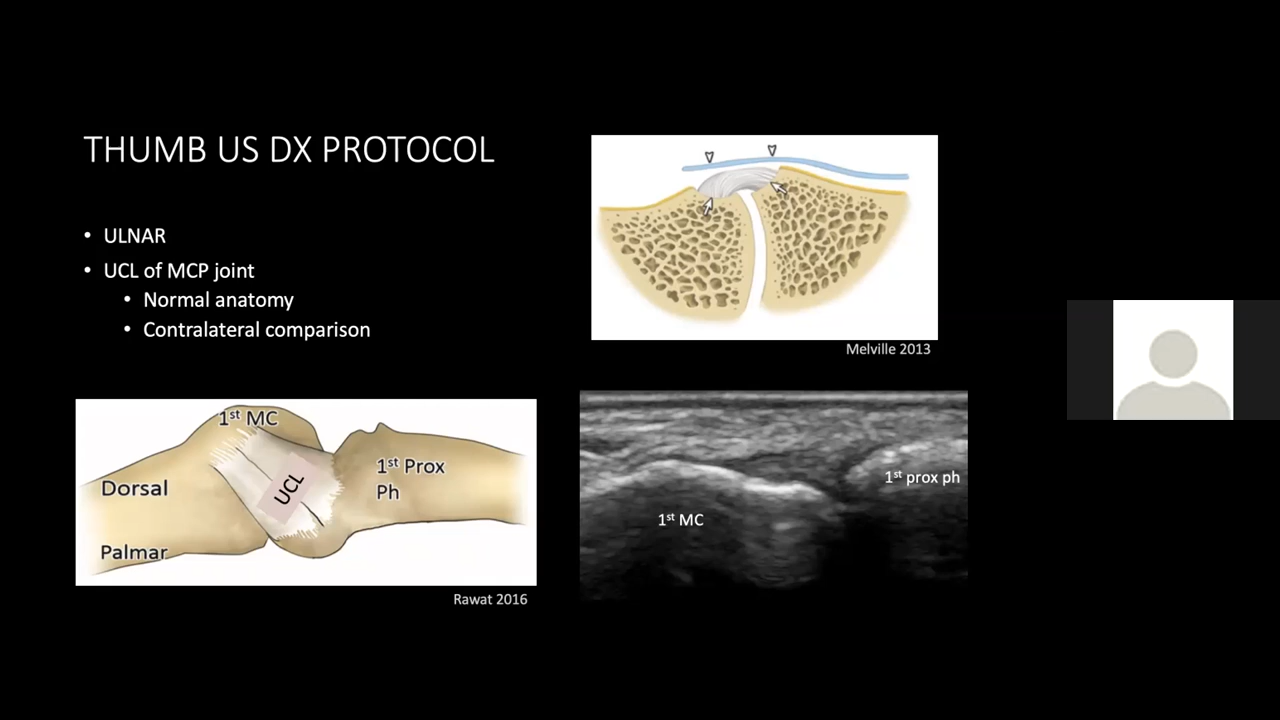 THUMB US DX PROTOCOL
• ULNAR
• UCL of MCP joint
• Normal anatomy
• Contralateral comparison
Melville 2013
1st MC
1st Prox
Ph
UCL
Dorsal
Palmar
Rawat 2016
1st prox ph
1st MC